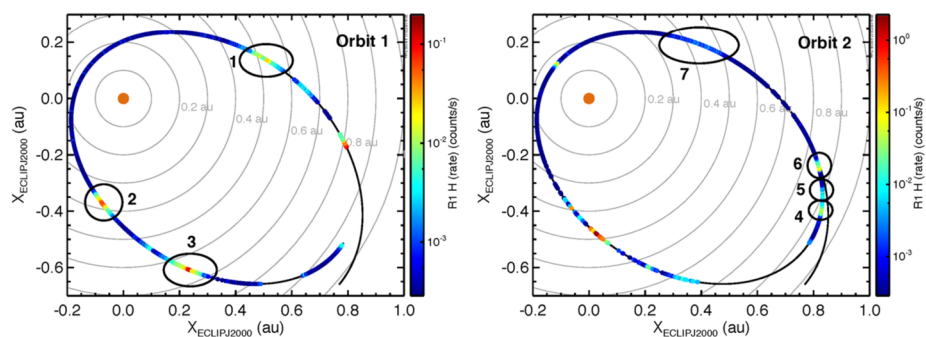 Orbit 1
0.2
0.0
-0.2
-0.4
-0.6
X_ECLIPJ2000 (au)
1
2
3
0.2 au
0.4 au
0.6 au
0.8 au
-0.2 0.0 0.2 0.4 0.6 0.8 1.0
X_ECLIPJ2000 (au)
10^-1
10^-2
10^-3
R1 H (rate) (counts/s)
Orbit 2
0.2
0.0
-0.2
-0.4
-0.6
X_ECLIPJ2000 (au)
7
6
5
4
0.2 au
0.4 au
0.6 au
0.8 au
-0.2 0.0 0.2 0.4 0.6 0.8 1.0
X_ECLIPJ2000 (au)
10^0
10^-1
10^-2
10^-3
R1 H (rate) (counts/s)